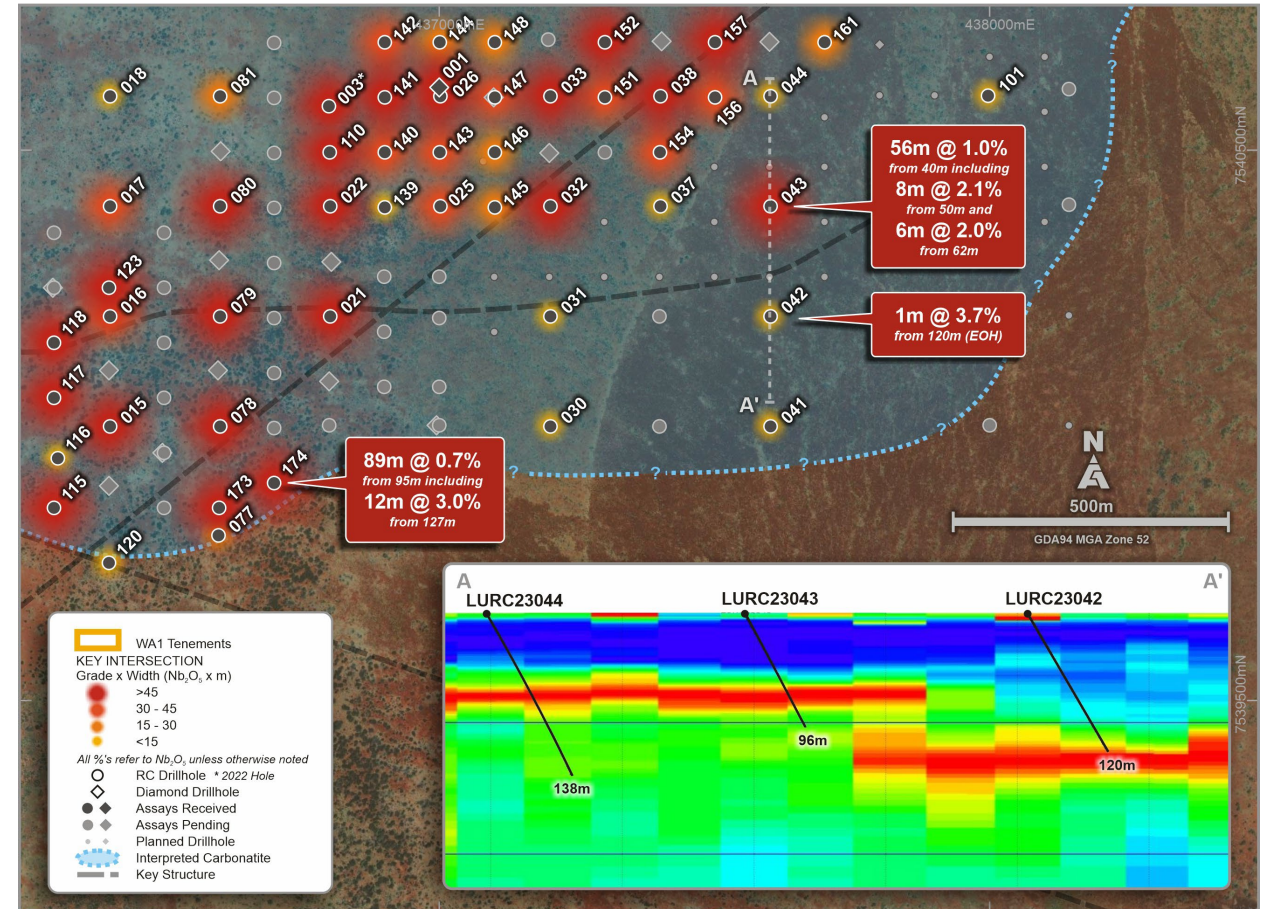 437000mE
438000mE
142
144
148
152
157
161
018
081
003*
141
001
026
147
033
151
038
156
A
044
101
110
140
143
146
154
7540500mN
56m @ 1.0%
from 40m including
8m @ 2.1%
from 50m and
6m @ 2.0%
from 62m
017
080
022
139
025
145
032
037
043
?
?
123
016
118
079
021
031
042
1m @ 3.7%
from 120m (EOH)
?
117
015
078
030
A'
041
116
?
115
173
174
077
120
89m @ 0.7%
from 95m including
12m @ 3.0%
from 127m
?
?
?
N
500m
GDA94 MGA Zone 52
7539500mN
A
A'
LURC23044
LURC23043
LURC23042
138m
96m
120m
WA1 Tenements
KEY INTERSECTION
Grade x Width (Nb₂O₅ x m)
>45
30 - 45
15 - 30
<15
All %'s refer to Nb₂O₅ unless otherwise noted
RC Drillhole * 2022 Hole
Diamond Drillhole
Assays Received
Assays Pending
Planned Drillhole
Interpreted Carbonatite
Key Structure